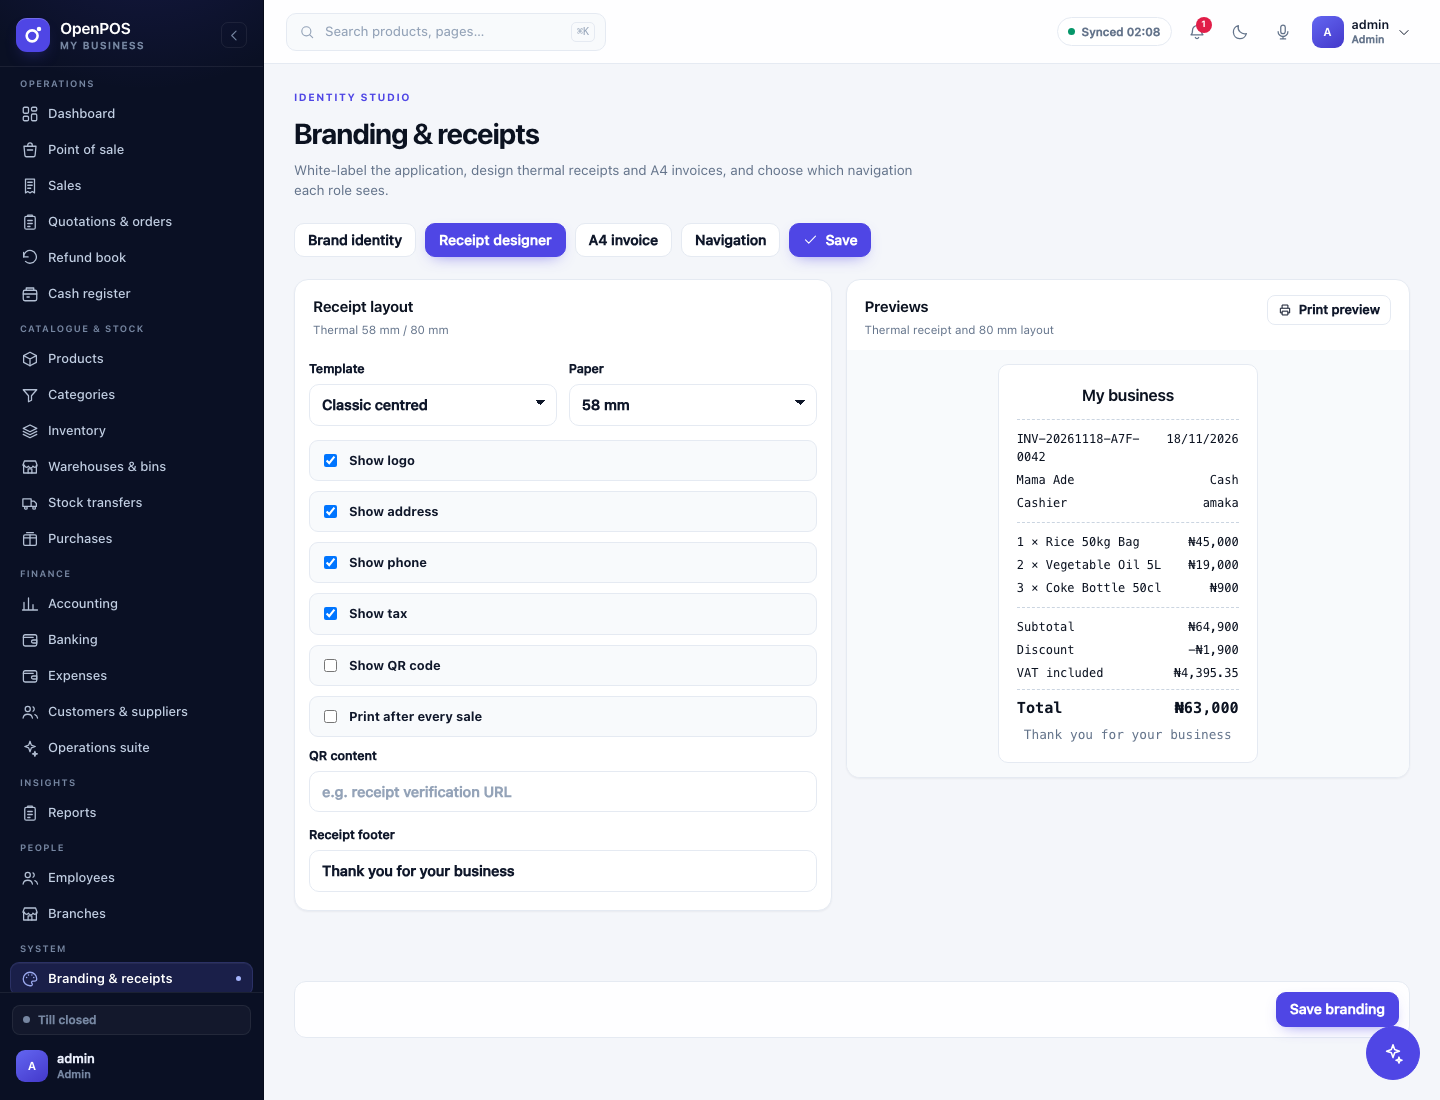 OpenPOS
MY BUSINESS
OPERATIONS
Dashboard
Point of sale
Sales
Quotations & orders
Refund book
Cash register
CATALOGUE & STOCK
Products
Categories
Inventory
Warehouses & bins
Stock transfers
Purchases
FINANCE
Accounting
Banking
Expenses
Customers & suppliers
Operations suite
INSIGHTS
Reports
PEOPLE
Employees
Branches
SYSTEM
Branding & receipts
Till closed
A
admin
Admin
Search products, pages...
⌘K
Synced 02:08
1
A
admin
Admin
IDENTITY STUDIO
Branding & receipts
White-label the application, design thermal receipts and A4 invoices, and choose which navigation
each role sees.
Brand identity
Receipt designer
A4 invoice
Navigation
Save
Receipt layout
Thermal 58 mm / 80 mm
Template
Paper
Classic centred
58 mm
Show logo
Show address
Show phone
Show tax
Show QR code
Print after every sale
QR content
e.g. receipt verification URL
Receipt footer
Thank you for your business
Previews
Thermal receipt and 80 mm layout
Print preview
My business
INV-20261118-A7F- 18/11/2026
0042
Mama Ade Cash
Cashier amaka
1 × Rice 50kg Bag ₦45,000
2 × Vegetable Oil 5L ₦19,000
3 × Coke Bottle 50cl ₦900
Subtotal ₦64,900
Discount -₦1,900
VAT included ₦4,395.35
Total ₦63,000
Thank you for your business
Save branding